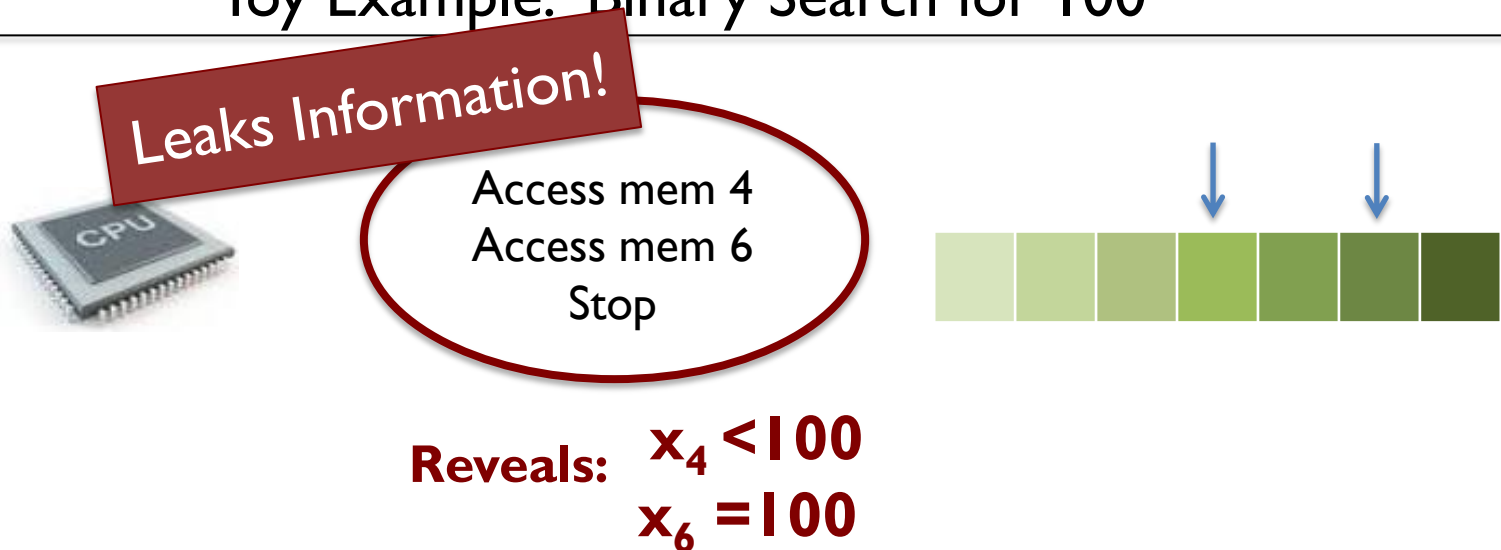 Toy Example: Binary Search for 100
Leaks Information!
CPU
Access mem 4
Access mem 6
Stop
Reveals: x₄ <100
x₆ =100